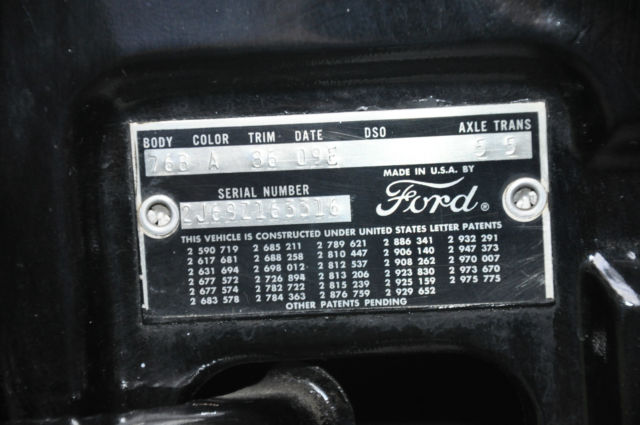 BODY COLOR TRIM DATE DSO AXLE TRANS
76B A 86 09E 5 5
SERIAL NUMBER
2J69Z163316
MADE IN U.S.A. BY
Ford
THIS VEHICLE IS CONSTRUCTED UNDER UNITED STATES LETTER PATENTS
2 590 719 2 685 211 2 789 621 2 886 341 2 932 291
2 617 681 2 688 258 2 810 447 2 906 140 2 947 373
2 631 694 2 698 012 2 812 537 2 908 262 2 970 007
2 677 572 2 726 894 2 813 206 2 923 830 2 973 670
2 677 574 2 782 722 2 815 239 2 925 159 2 975 775
2 683 578 2 784 363 2 876 759 2 929 652
OTHER PATENTS PENDING